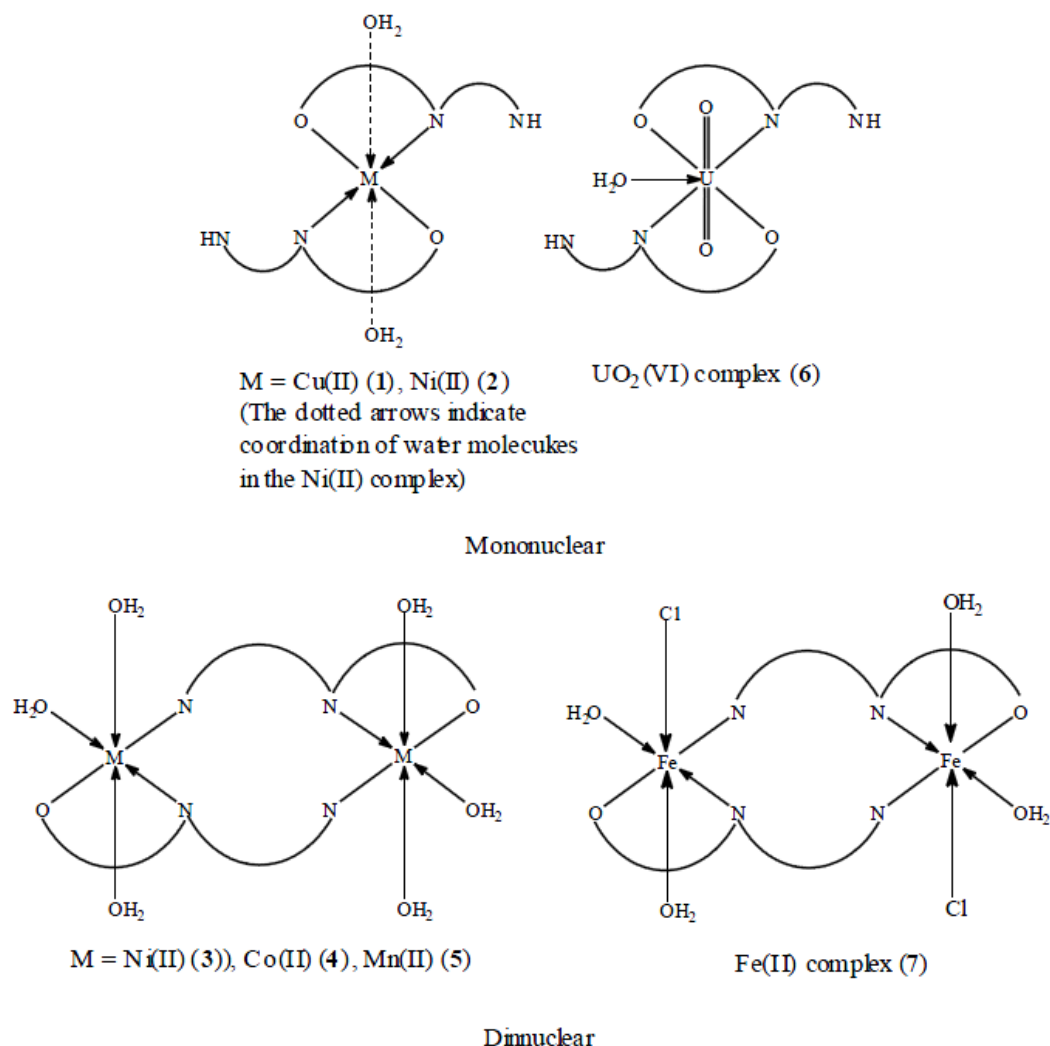 OH2
O N NH
M
HN N O
OH2
O
O N NH
H2O U
HN N O
O
M = Cu(II) (1), Ni(II) (2)
(The dotted arrows indicate
coordination of water molecukes
in the Ni(II) complex)
UO2(VI) complex (6)
Mononuclear
OH2 OH2
H2O N N O
M M
O N N OH2
OH2 OH2
Cl OH2
H2O N N O
Fe Fe
O N N OH2
OH2 Cl
M = Ni(II) (3)), Co(II) (4), Mn(II) (5)
Fe(II) complex (7)
Dinnuclear